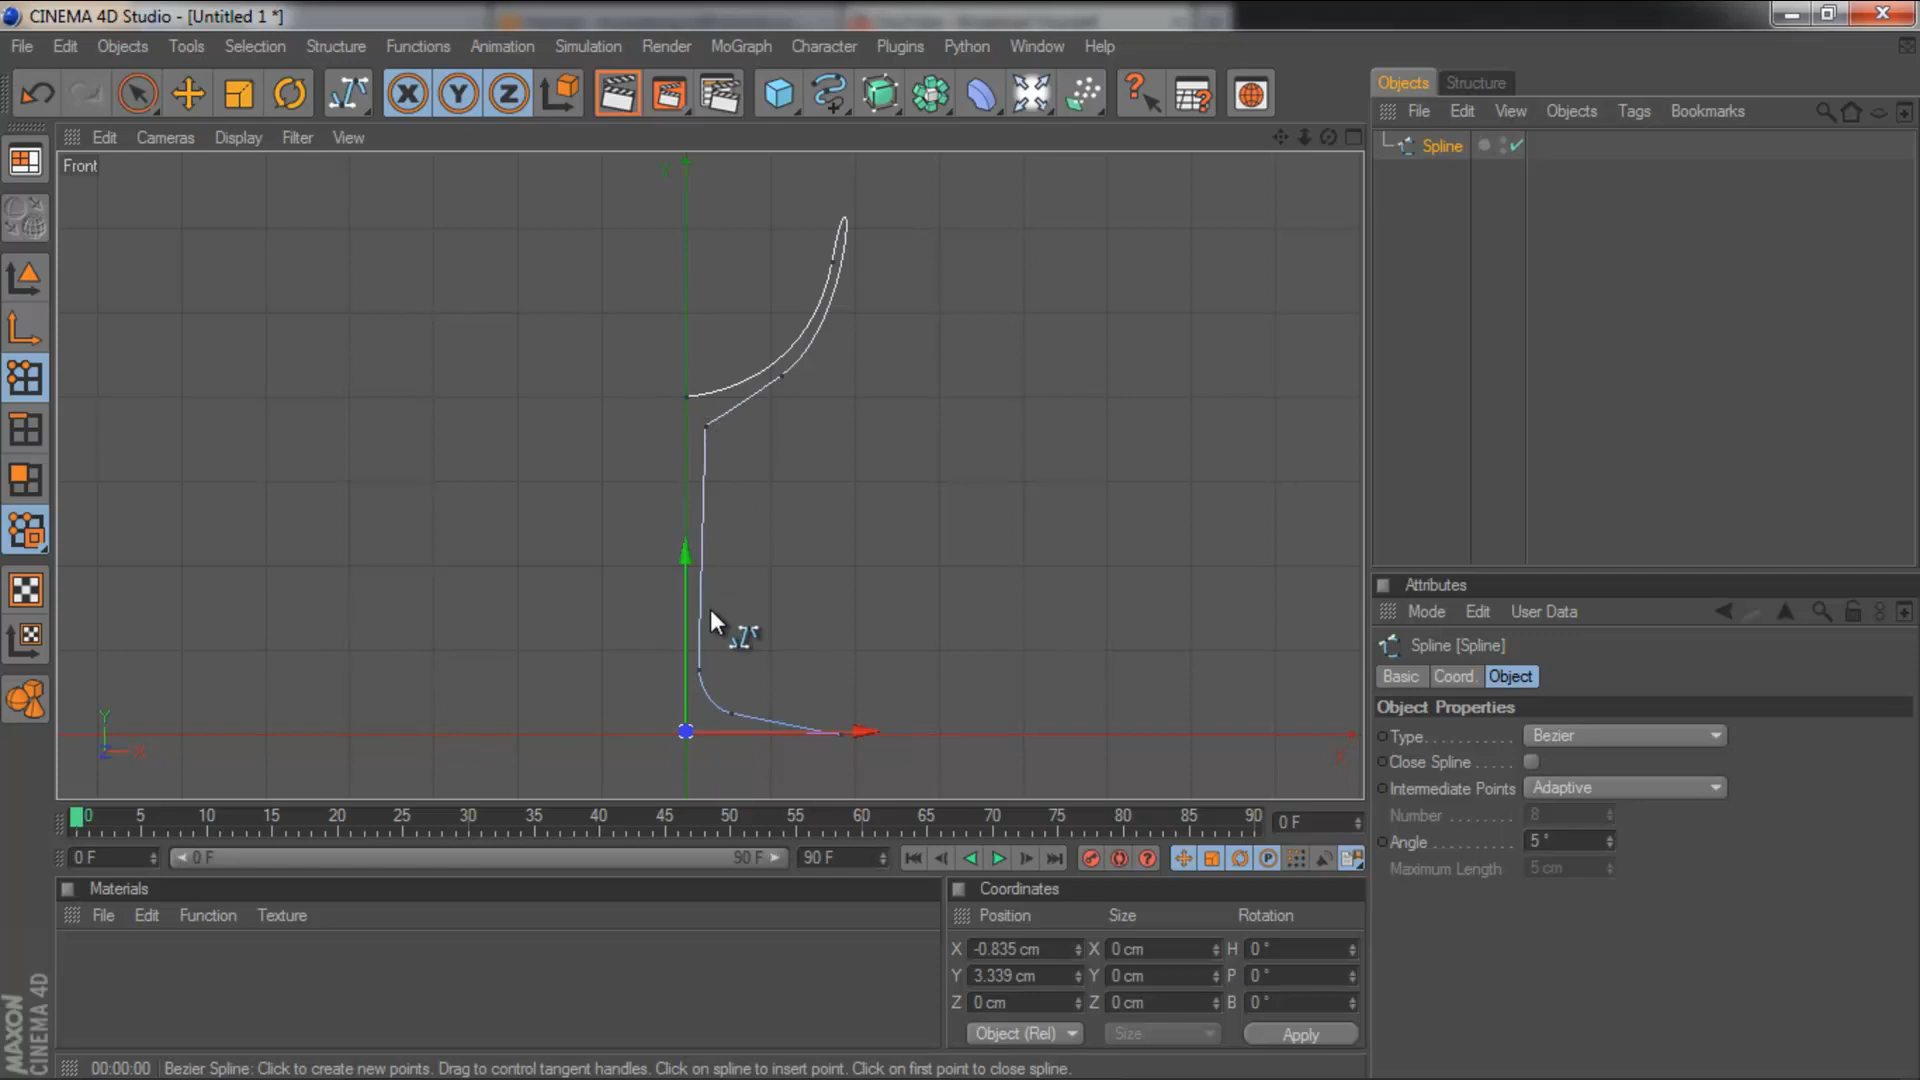 CINEMA 4D Studio - [Untitled 1 *]
File Edit Objects Tools Selection Structure Functions Animation Simulation Render MoGraph Character Plugins Python Window Help
Objects Structure
File Edit View Objects Tags Bookmarks
Spline
Edit Cameras Display Filter View
Front
Y
X
Y
Z X
Attributes
Mode Edit User Data
Spline [Spline]
Basic Coord. Object
Object Properties
Type Bezier
Close Spline
Intermediate Points Adaptive
Number 8
Angle 5 °
Maximum Length 5 cm
0 5 10 15 20 25 30 35 40 45 50 55 60 65 70 75 80 85 90 0 F
0 F 0 F 90 F 90 F
Materials
File Edit Function Texture
Coordinates
Position Size Rotation
X -0.835 cm X 0 cm H 0 °
Y 3.339 cm Y 0 cm P 0 °
Z 0 cm Z 0 cm B 0 °
Object (Rel) Size Apply
MAXON
CINEMA 4D
00:00:00 Bezier Spline: Click to create new points. Drag to control tangent handles. Click on spline to insert point. Click on first point to close spline.